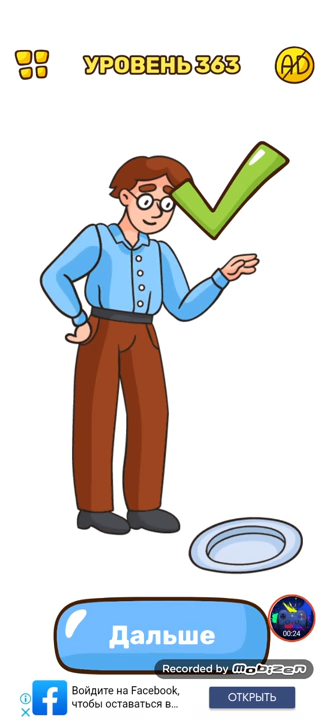 УРОВЕНЬ 363
AD
Дальше
00:24
Recorded by MOBIZEN
Войдите на Facebook,
чтобы оставаться в...
ОТКРЫТЬ